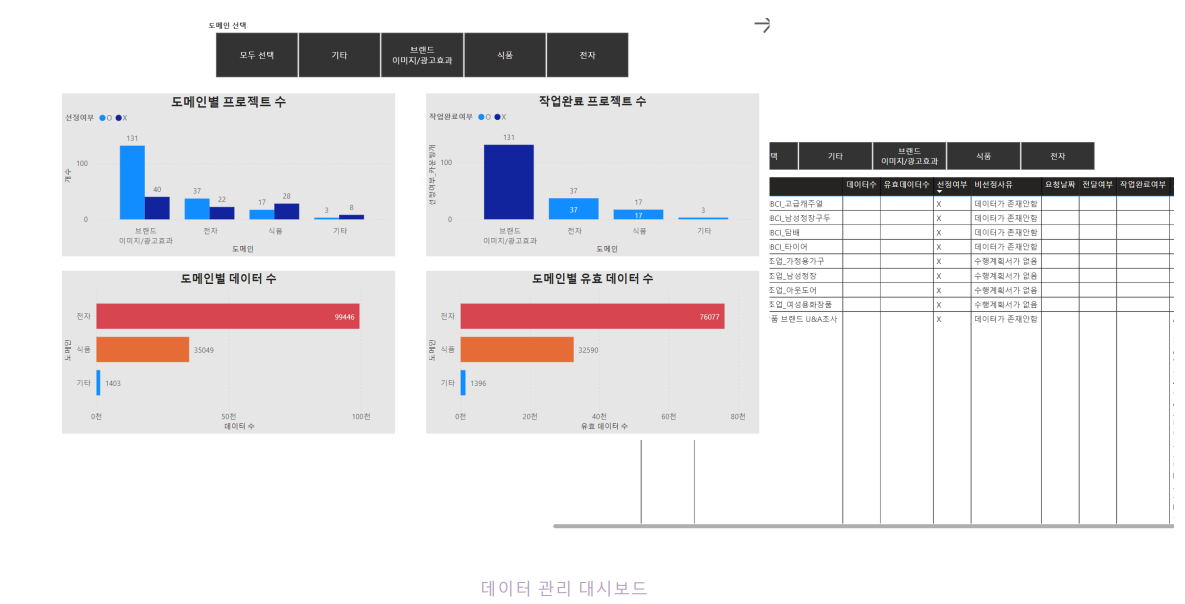 도메인 선택
모두 선택
기타
브랜드
이미지/광고효과
식품
전자
도메인별 프로젝트 수
선정여부 O X
131
40
37
22
17
28
3
8
100
0
개수
브랜드
이미지/광고효과
전자
식품
기타
도메인
작업완료 프로젝트 수
작업완료여부 O X
131
37
37
17
17
3
100
0
브랜드
이미지/광고효과
전자
식품
기타
도메인
도메인별 데이터 수
전자
99446
식품
35049
기타
1403
도메인
0천
50천
100천
데이터 수
도메인별 유효 데이터 수
전자
76077
식품
32590
기타
1396
도메인
0천
20천
40천
60천
80천
유효 데이터 수
택
기타
브랜드
이미지/광고효과
식품
전자
데이터수 유효데이터수 선정여부 비선정사유 요청날짜 전달여부 작업완료여부
BCI_고급캐주얼 X 데이터가 존재안함
BCI_남성정장구두 X 데이터가 존재안함
BCI_담배 X 데이터가 존재안함
BCI_타이어 X 데이터가 존재안함
조업_가정용가구 X 수행계획서가 없음
조업_남성정장 X 수행계획서가 없음
조업_아웃도어 X 수행계획서가 없음
조업_여성용화장품 X 수행계획서가 없음
품 브랜드 U&A조사 X 데이터가 존재안함
데이터 관리 대시보드